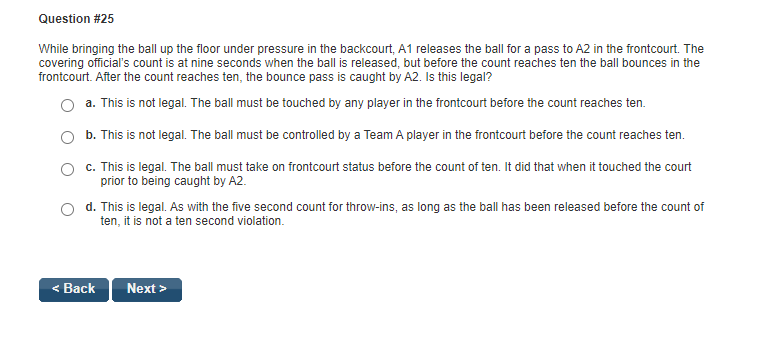 Question #25
While bringing the ball up the floor under pressure in the backcourt, A1 releases the ball for a pass to A2 in the frontcourt. The
covering official's count is at nine seconds when the ball is released, but before the count reaches ten the ball bounces in the
frontcourt. After the count reaches ten, the bounce pass is caught by A2. Is this legal?
a. This is not legal. The ball must be touched by any player in the frontcourt before the count reaches ten.
b. This is not legal. The ball must be controlled by a Team A player in the frontcourt before the count reaches ten.
c. This is legal. The ball must take on frontcourt status before the count of ten. It did that when it touched the court
prior to being caught by A2.
d. This is legal. As with the five second count for throw-ins, as long as the ball has been released before the count of
ten, it is not a ten second violation.
< Back Next >